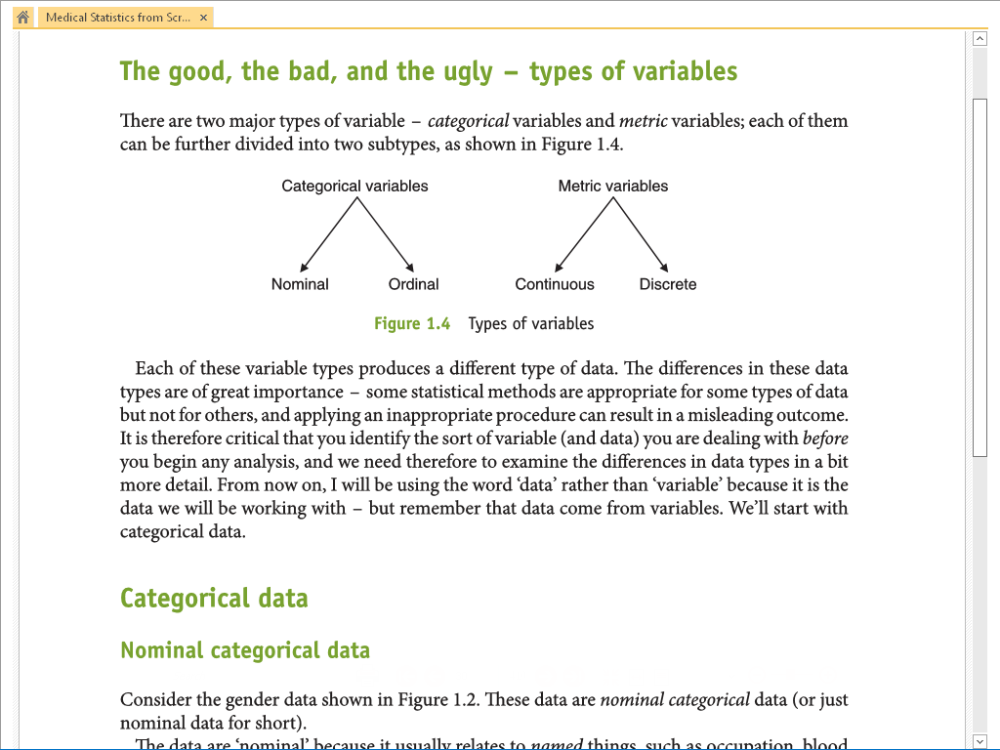 Medical Statistics from Scr...
The good, the bad, and the ugly – types of variables
There are two major types of variable – categorical variables and metric variables; each of them
can be further divided into two subtypes, as shown in Figure 1.4.
Categorical variables Metric variables
Nominal Ordinal Continuous Discrete
Figure 1.4 Types of variables
Each of these variable types produces a different type of data. The differences in these data
types are of great importance – some statistical methods are appropriate for some types of data
but not for others, and applying an inappropriate procedure can result in a misleading outcome.
It is therefore critical that you identify the sort of variable (and data) you are dealing with before
you begin any analysis, and we need therefore to examine the differences in data types in a bit
more detail. From now on, I will be using the word ‘data’ rather than ‘variable’ because it is the
data we will be working with – but remember that data come from variables. We’ll start with
categorical data.
Categorical data
Nominal categorical data
Consider the gender data shown in Figure 1.2. These data are nominal categorical data (or just
nominal data for short).
The data are ‘nominal’ because it usually relates to named things, such as occupation, blood